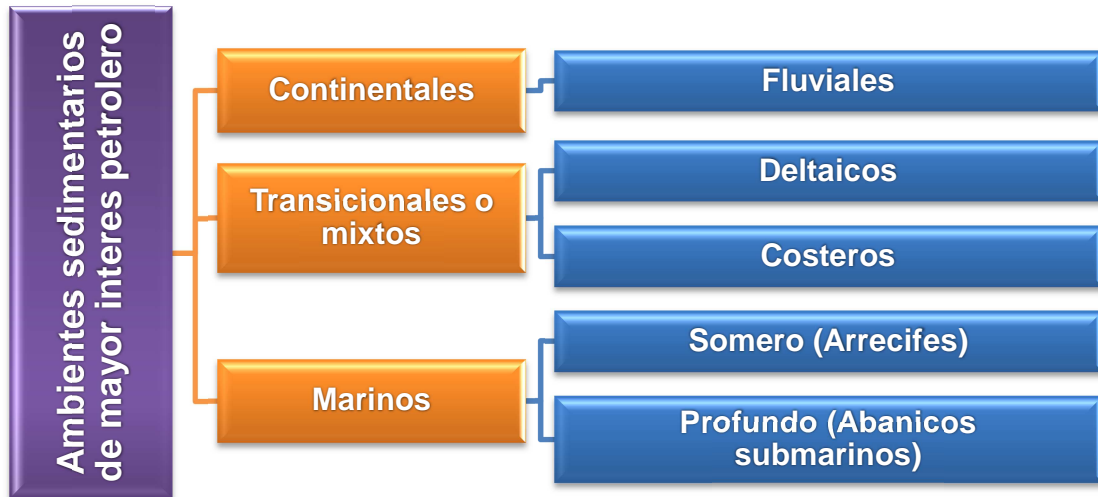 Ambientes sedimentarios
de mayor interes petrolero
Continentales
Fluviales
Transicionales o
mixtos
Deltaicos
Costeros
Marinos
Somero (Arrecifes)
Profundo (Abanicos
submarinos)